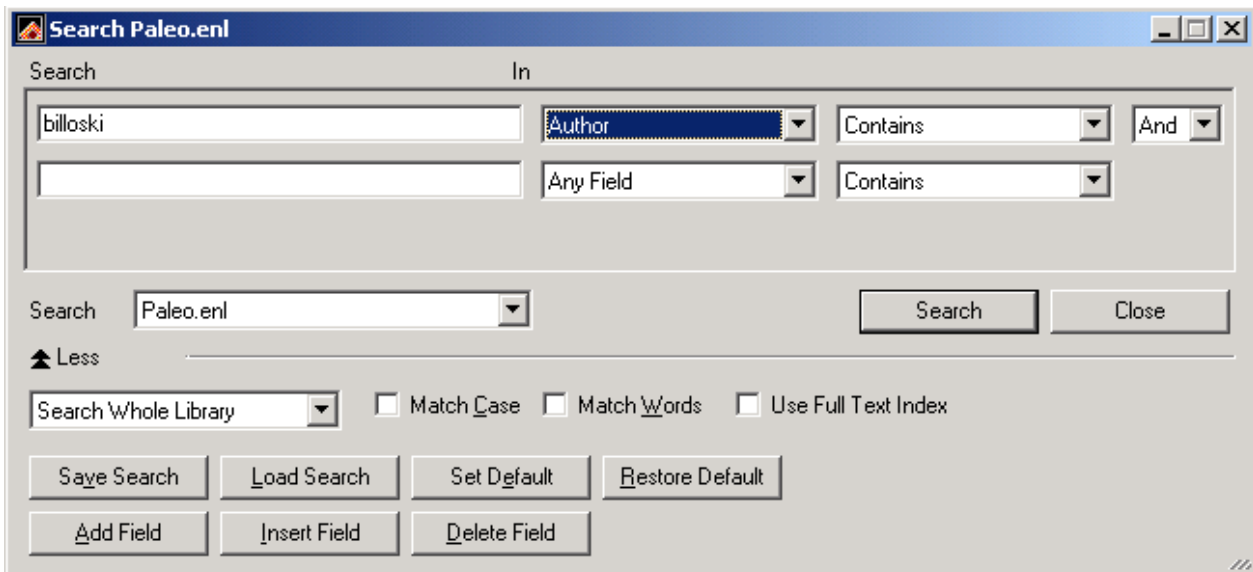 Search Paleo.enl
Search In
billoski Author Contains And
Any Field Contains
Search Paleo.enl Search Close
Less
Search Whole Library Match Case Match Words Use Full Text Index
Save Search Load Search Set Default Restore Default
Add Field Insert Field Delete Field